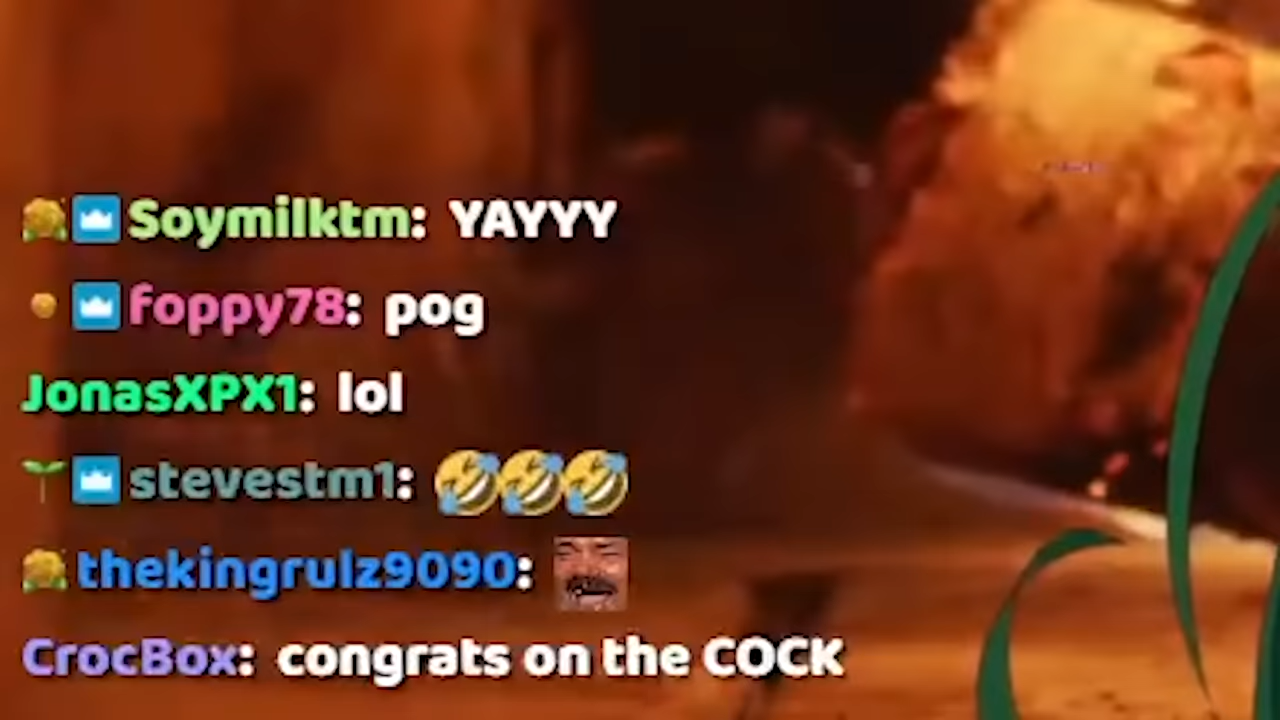 Soymilktm: YAYYY
foppy78: pog
JonasXPX1: lol
stevestm1: 🤣🤣🤣
thekingrulz9090:
CrocBox: congrats on the COCK